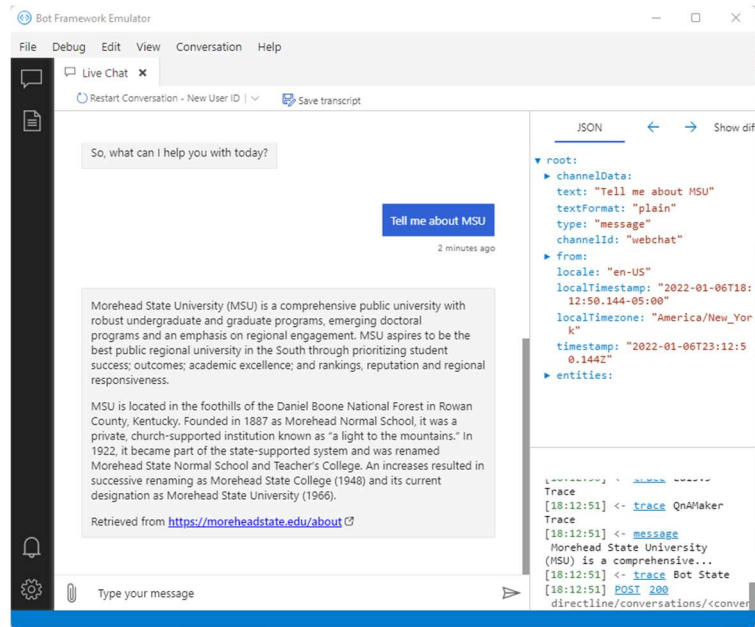 Bot Framework Emulator
File Debug Edit View Conversation Help
Live Chat
Restart Conversation - New User ID
Save transcript
So, what can I help you with today?
Tell me about MSU
2 minutes ago
Morehead State University (MSU) is a comprehensive public university with
robust undergraduate and graduate programs, emerging doctoral
programs and an emphasis on regional engagement. MSU aspires to be the
best public regional university in the South through prioritizing student
success; outcomes; academic excellence; and rankings, reputation and regional
responsiveness.
MSU is located in the foothills of the Daniel Boone National Forest in Rowan
County, Kentucky. Founded in 1887 as Morehead Normal School, it was a
private, church-supported institution known as “a light to the mountains.” In
1922, it became part of the state-supported system and was renamed
Morehead State Normal School and Teacher's College. An increases resulted in
successive renaming as Morehead State College (1948) and its current
designation as Morehead State University (1966).
Retrieved from https://moreheadstate.edu/about
Type your message
JSON
Show dif
root:
channelData:
text: "Tell me about MSU"
textFormat: "plain"
type: "message"
channelId: "webchat"
from:
locale: "en-US"
localTimestamp: "2022-01-06T18:
12:50.144-05:00"
localTimezone: "America/New_Yor
k"
timestamp: "2022-01-06T23:12:5
0.144Z"
entities:
Trace
[18:12:51] <- trace QnAMaker
Trace
[18:12:51] <- message
Morehead State University
(MSU) is a comprehensive...
[18:12:51] <- trace Bot State
[18:12:51] POST 200
directline/conversations/<conver